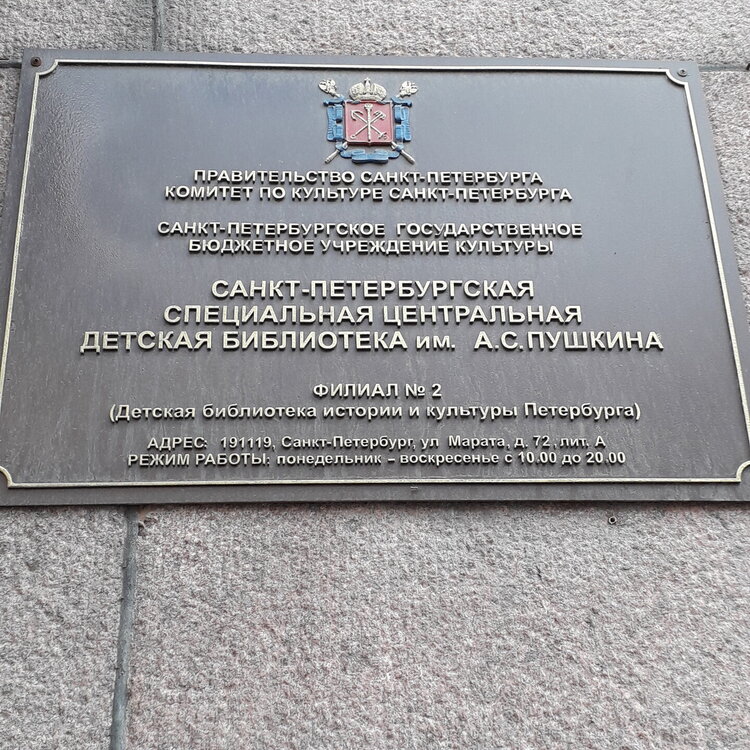 ПРАВИТЕЛЬСТВО САНКТ-ПЕТЕРБУРГА
КОМИТЕТ ПО КУЛЬТУРЕ САНКТ-ПЕТЕРБУРГА
САНКТ-ПЕТЕРБУРГСКОЕ ГОСУДАРСТВЕННОЕ
БЮДЖЕТНОЕ УЧРЕЖДЕНИЕ КУЛЬТУРЫ
САНКТ-ПЕТЕРБУРГСКАЯ
СПЕЦИАЛЬНАЯ ЦЕНТРАЛЬНАЯ
ДЕТСКАЯ БИБЛИОТЕКА им. А.С.ПУШКИНА
ФИЛИАЛ № 2
(Детская библиотека истории и культуры Петербурга)
АДРЕС: 191119, Санкт-Петербург, ул Марата, д. 72, лит. А
РЕЖИМ РАБОТЫ: понедельник – воскресенье с 10.00 до 20.00